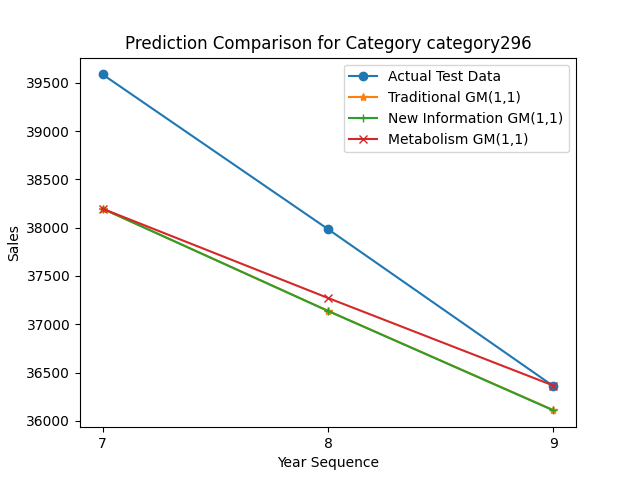 Prediction Comparison for Category category296
Actual Test Data
Traditional GM(1,1)
New Information GM(1,1)
Metabolism GM(1,1)
Sales
39500
39000
38500
38000
37500
37000
36500
36000
7
8
9
Year Sequence